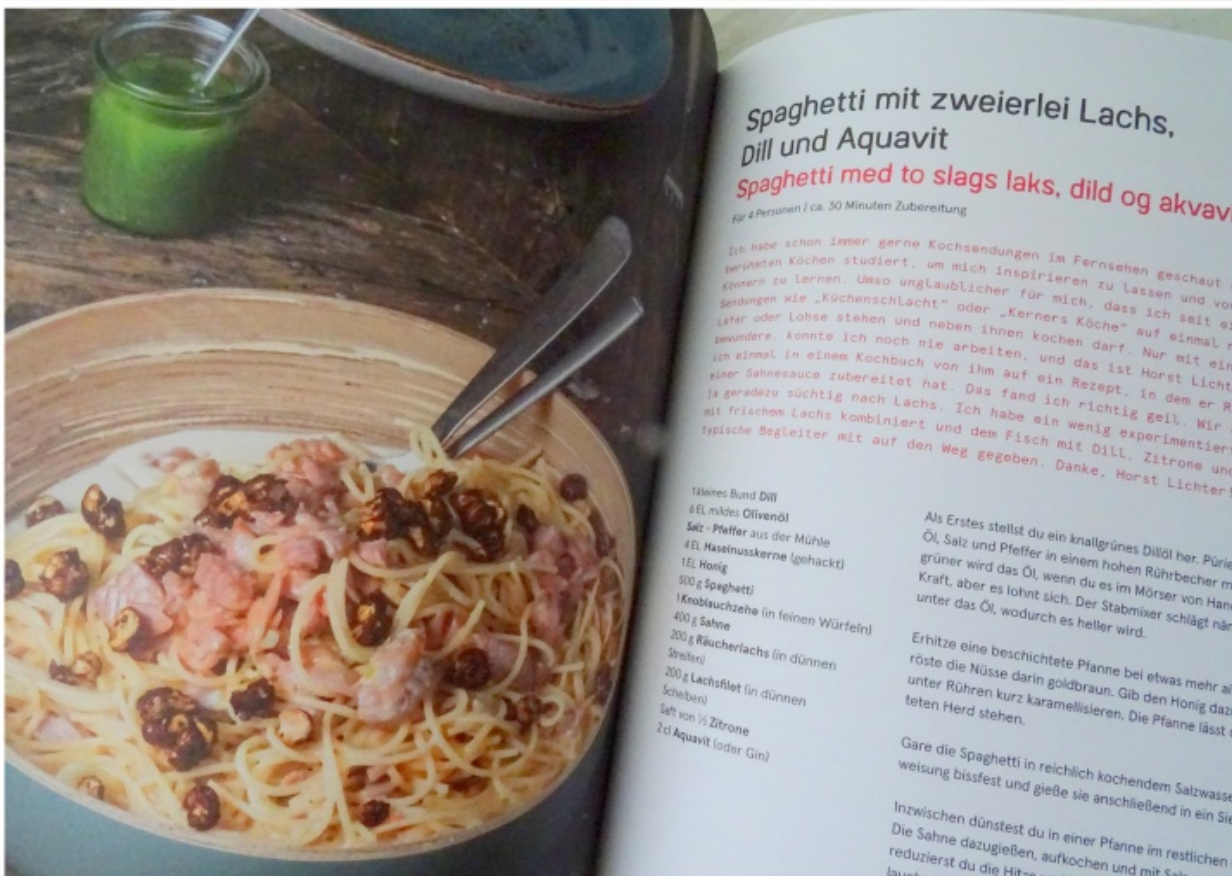 Spaghetti mit zweierlei Lachs,
Dill und Aquavit
Spaghetti med to slags laks, dild og akvavi
Für 4 Personen / ca. 30 Minuten Zubereitung
Ich habe schon immer gerne Kochsendungen im Fernsehen geschaut
berühmten Köchen studiert, um mich inspirieren zu lassen und vo
Könnern zu lernen. Umso unglaublicher für mich, dass ich seit
Sendungen wie „Küchenschlacht" oder „Kerners Köche" auf einmal
Lafer oder Lohse stehen und neben ihnen kochen darf. Nur mit ein
bewundere, konnte ich noch nie arbeiten, und das ist Horst Licht
ich einmal in einem Kochbuch von ihm auf ein Rezept, in dem er R
einer Sahnesauce zubereitet hat. Das fand ich richtig geil. Wir
ja geradezu süchtig nach Lachs. Ich habe ein wenig experimentier
mit frischem Lachs kombiniert und dem Fisch mit Dill, Zitrone und
typische Begleiter mit auf den Weg gegeben. Danke, Horst Lichter
1 kleines Bund Dill
6 EL mildes Olivenöl
Salz · Pfeffer aus der Mühle
4 EL Haselnusskerne (gehackt)
1 EL Honig
500 g Spaghetti
1 Knoblauchzehe (in feinen Würfeln)
400 g Sahne
200 g Räucherlachs (in dünnen
Streifen)
200 g Lachsfilet (in dünnen
Scheiben)
Saft von ½ Zitrone
2 cl Aquavit (oder Gin)
Als Erstes stellst du ein knallgrünes Dillöl her. Pürie
Öl, Salz und Pfeffer in einem hohen Rührbecher m
grüner wird das Öl, wenn du es im Mörser von Han
Kraft, aber es lohnt sich. Der Stabmixer schlägt näm
unter das Öl, wodurch es heller wird.
Erhitze eine beschichtete Pfanne bei etwas mehr a
röste die Nüsse darin goldbraun. Gib den Honig daz
unter Rühren kurz karamellisieren. Die Pfanne lässt
teten Herd stehen.
Gare die Spaghetti in reichlich kochendem Salzwasse
weisung bissfest und gieße sie anschließend in ein Sie
Inzwischen dünstest du in einer Pfanne im restlichen
Die Sahne dazugießen, aufkochen und mit Salz
reduzierst du die Hitze